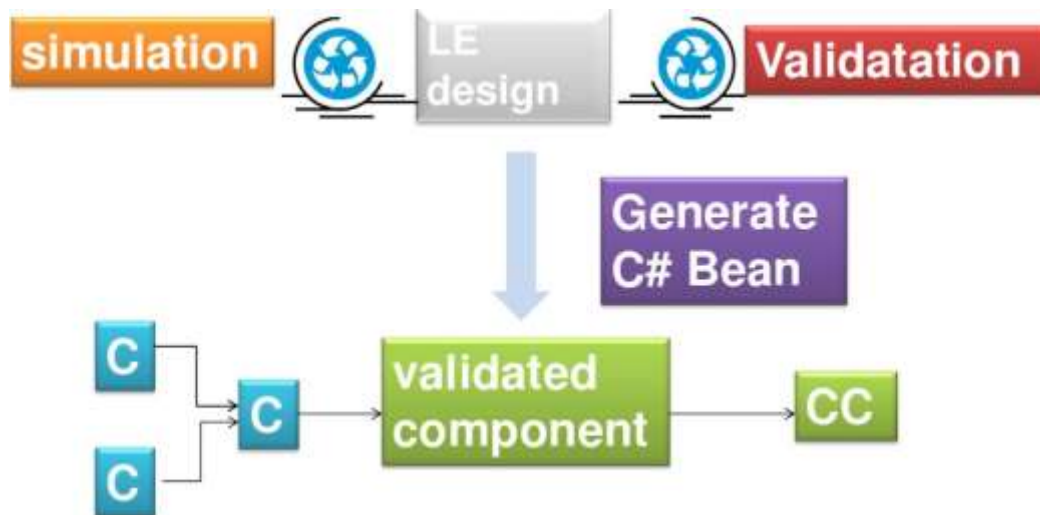 simulation
LE
design
Validatation
Generate
C# Bean
C
C
validated
component
CC
C